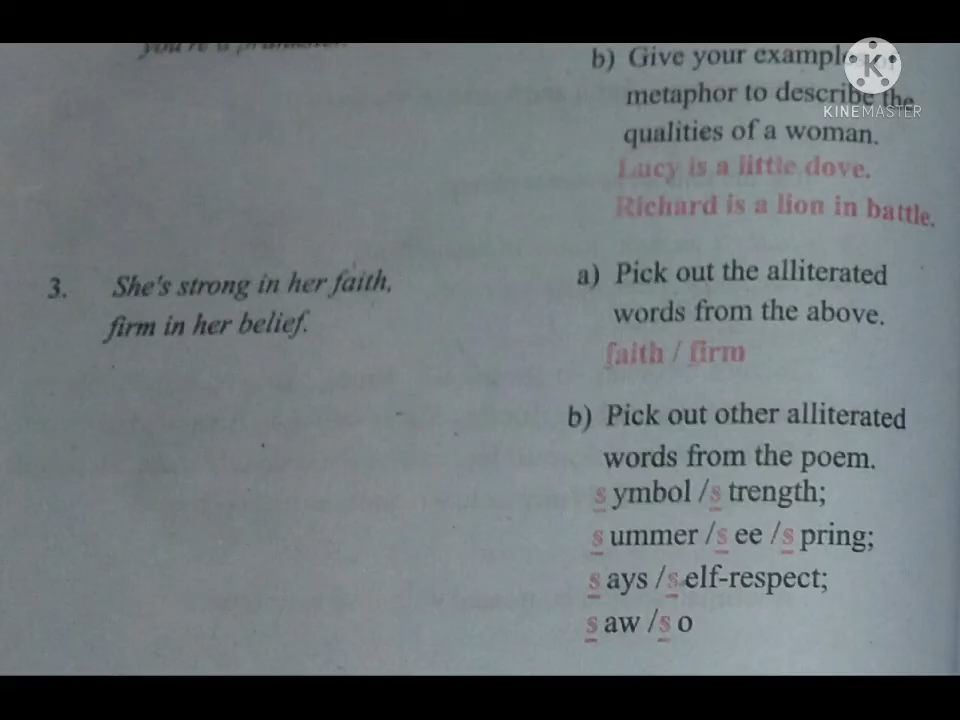 b) Give your example of
metaphor to describe the
qualities of a woman.
Lucy is a little dove.
Richard is a lion in battle.
KINEMASTER
3. She's strong in her faith,
firm in her belief.
a) Pick out the alliterated
words from the above.
faith / firm
b) Pick out other alliterated
words from the poem.
s ymbol / s trength;
s ummer / s ee / s pring;
s ays / s elf-respect;
s aw / s o